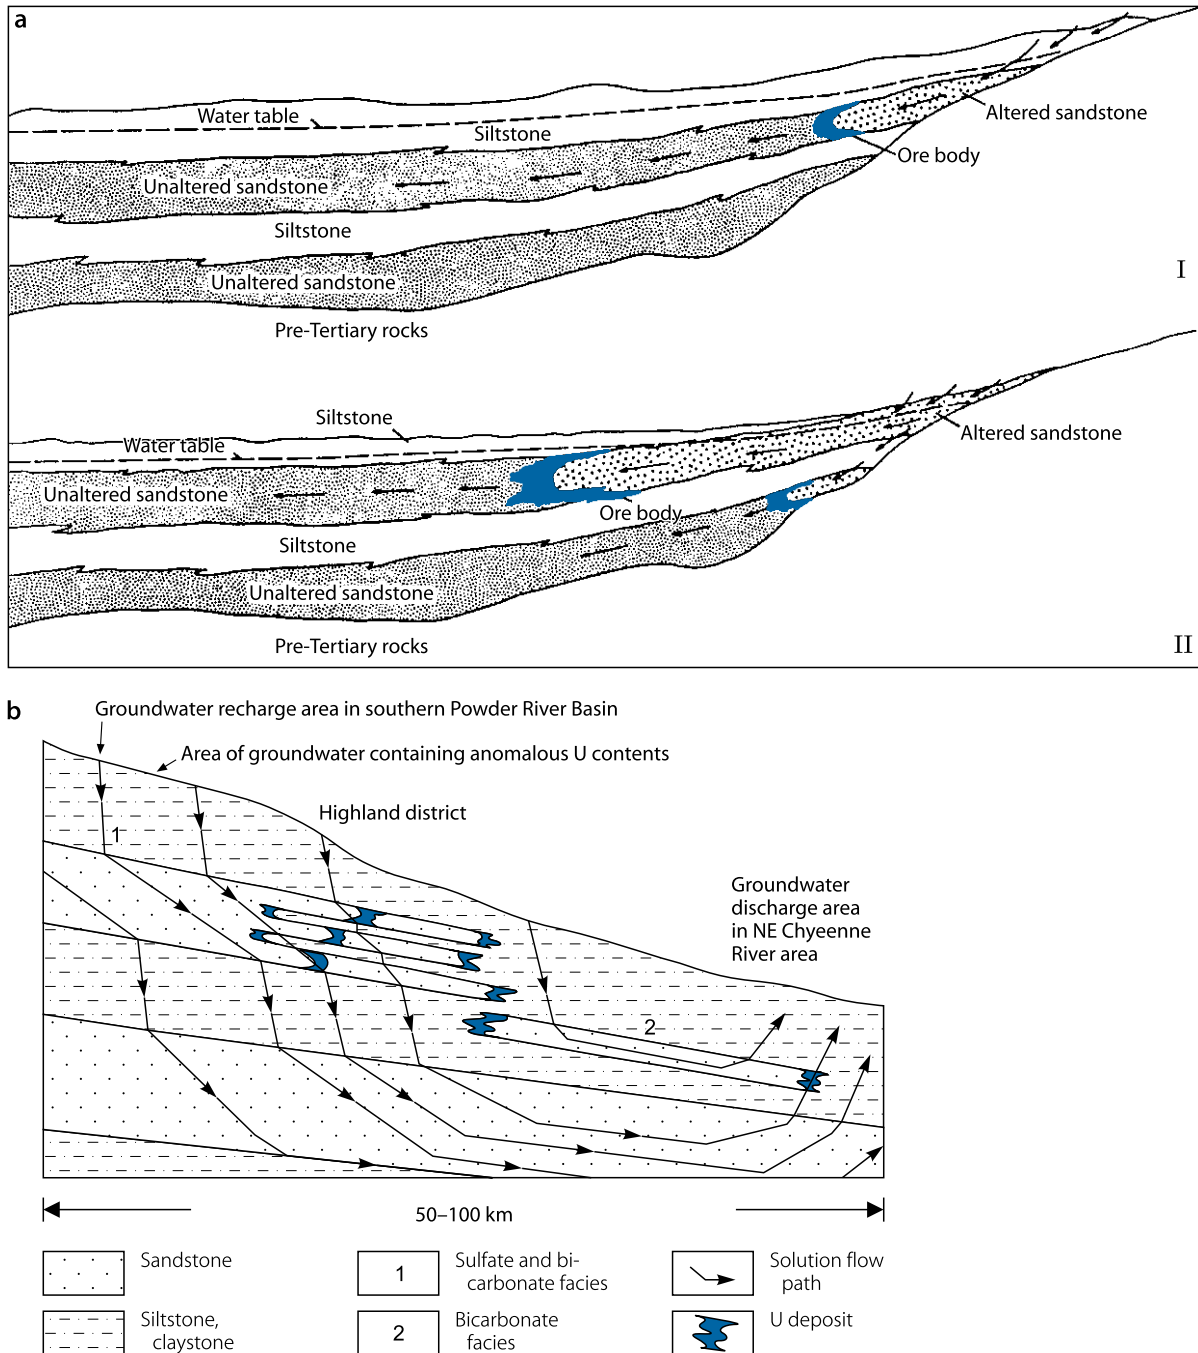 a
Water table
Siltstone
Altered sandstone
Ore body
Unaltered sandstone
Siltstone
Unaltered sandstone
I
Pre-Tertiary rocks
Siltstone
Water table
Altered sandstone
Unaltered sandstone
Ore body
Siltstone
Unaltered sandstone
Pre-Tertiary rocks
II
b
Groundwater recharge area in southern Powder River Basin
Area of groundwater containing anomalous U contents
Highland district
1
Groundwater
discharge area
in NE Chyeenne
River area
2
50–100 km
Sandstone
1
Sulfate and bi-
carbonate facies
Solution flow
path
Siltstone,
claystone
2
Bicarbonate
facies
U deposit